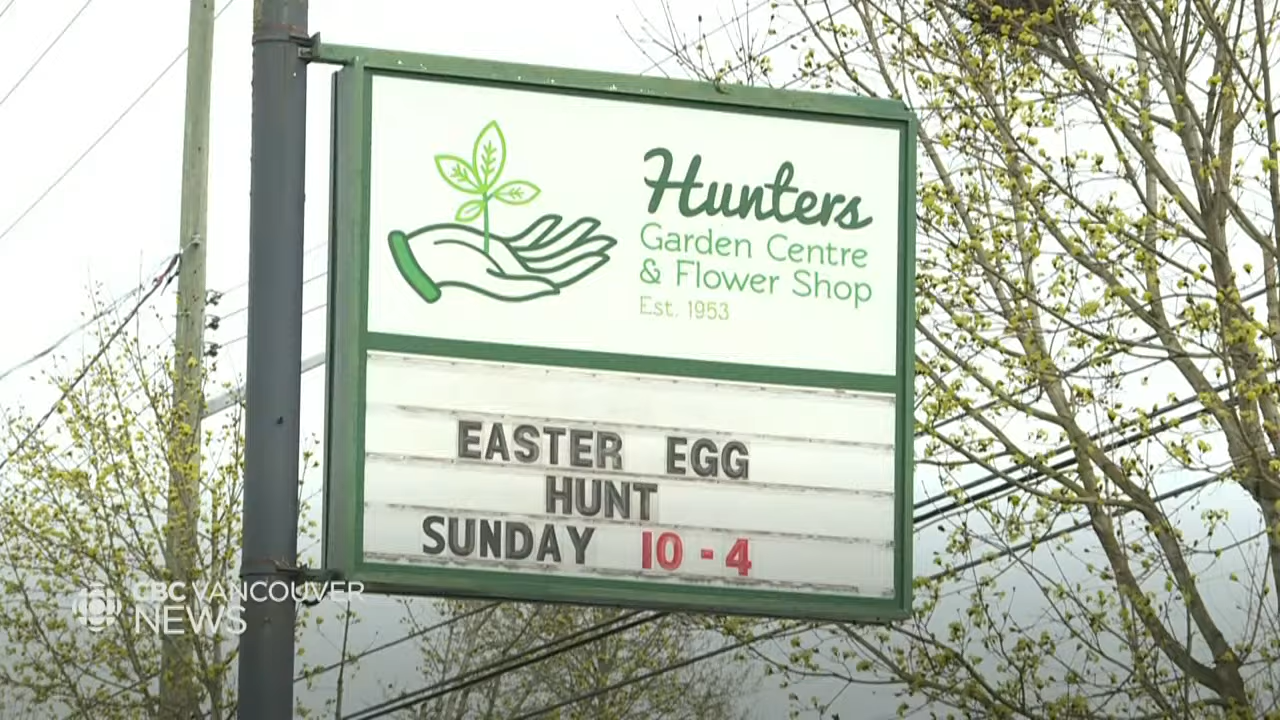 Hunters
Garden Centre
& Flower Shop
Est. 1953
EASTER EGG
HUNT
SUNDAY 10 - 4
CBC VANCOUVER
NEWS